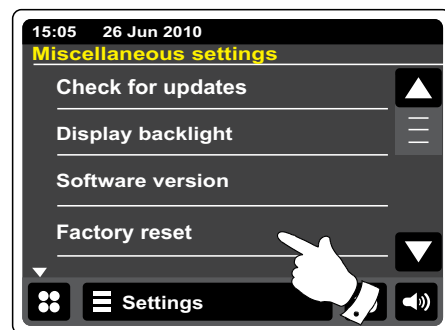 15:05 26 Jun 2010
Miscellaneous settings
Check for updates
Display backlight
Software version
Factory reset
Settings